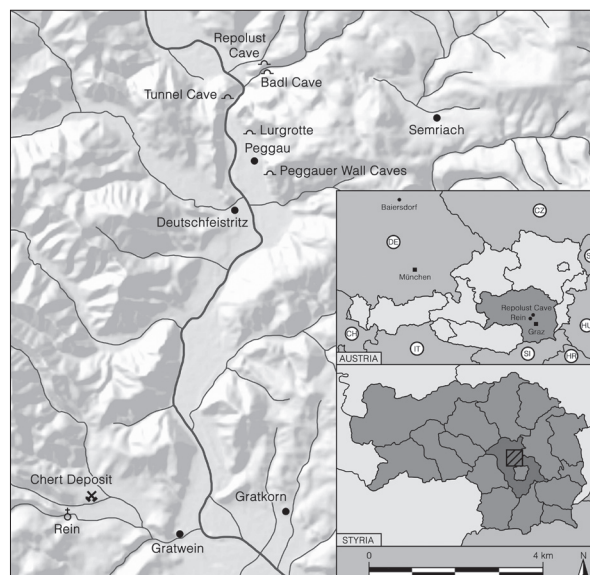 Repolust
Cave
Badl Cave
Tunnel Cave
Lurgrotte
Semriach
Peggau
Peggauer Wall Caves
Deutschfeistritz
Chert Deposit
Rein
Gratkorn
Gratwein
Baiersdorf
CZ
DE
München
Repolust Cave
Rein
Graz
CH
IT
SI
HR
HU
AUSTRIA
STYRIA
0
4 km
N